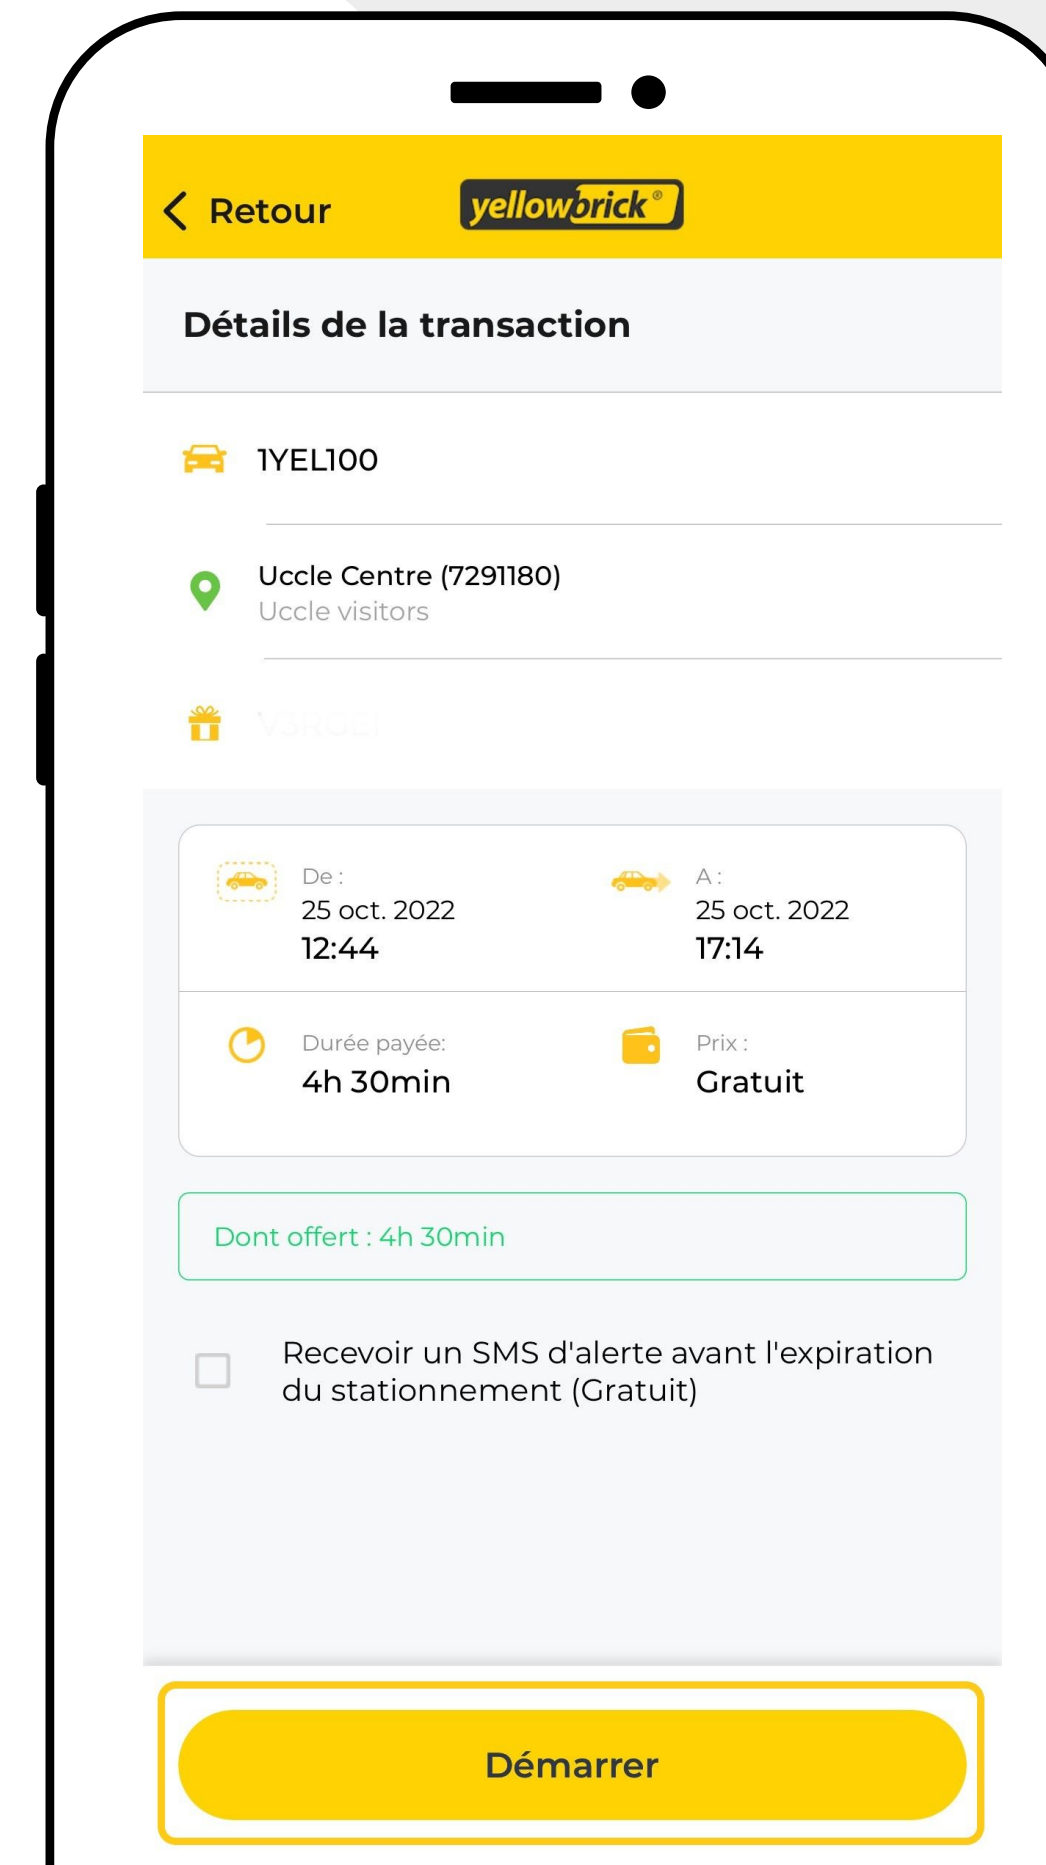 Retour
yellowbrick®
Détails de la transaction
1YEL100
Uccle Centre (7291180)
Uccle visitors
De :
25 oct. 2022
12:44
A :
25 oct. 2022
17:14
Durée payée:
4h 30min
Prix :
Gratuit
Dont offert : 4h 30min
Recevoir un SMS d'alerte avant l'expiration
du stationnement (Gratuit)
Démarrer